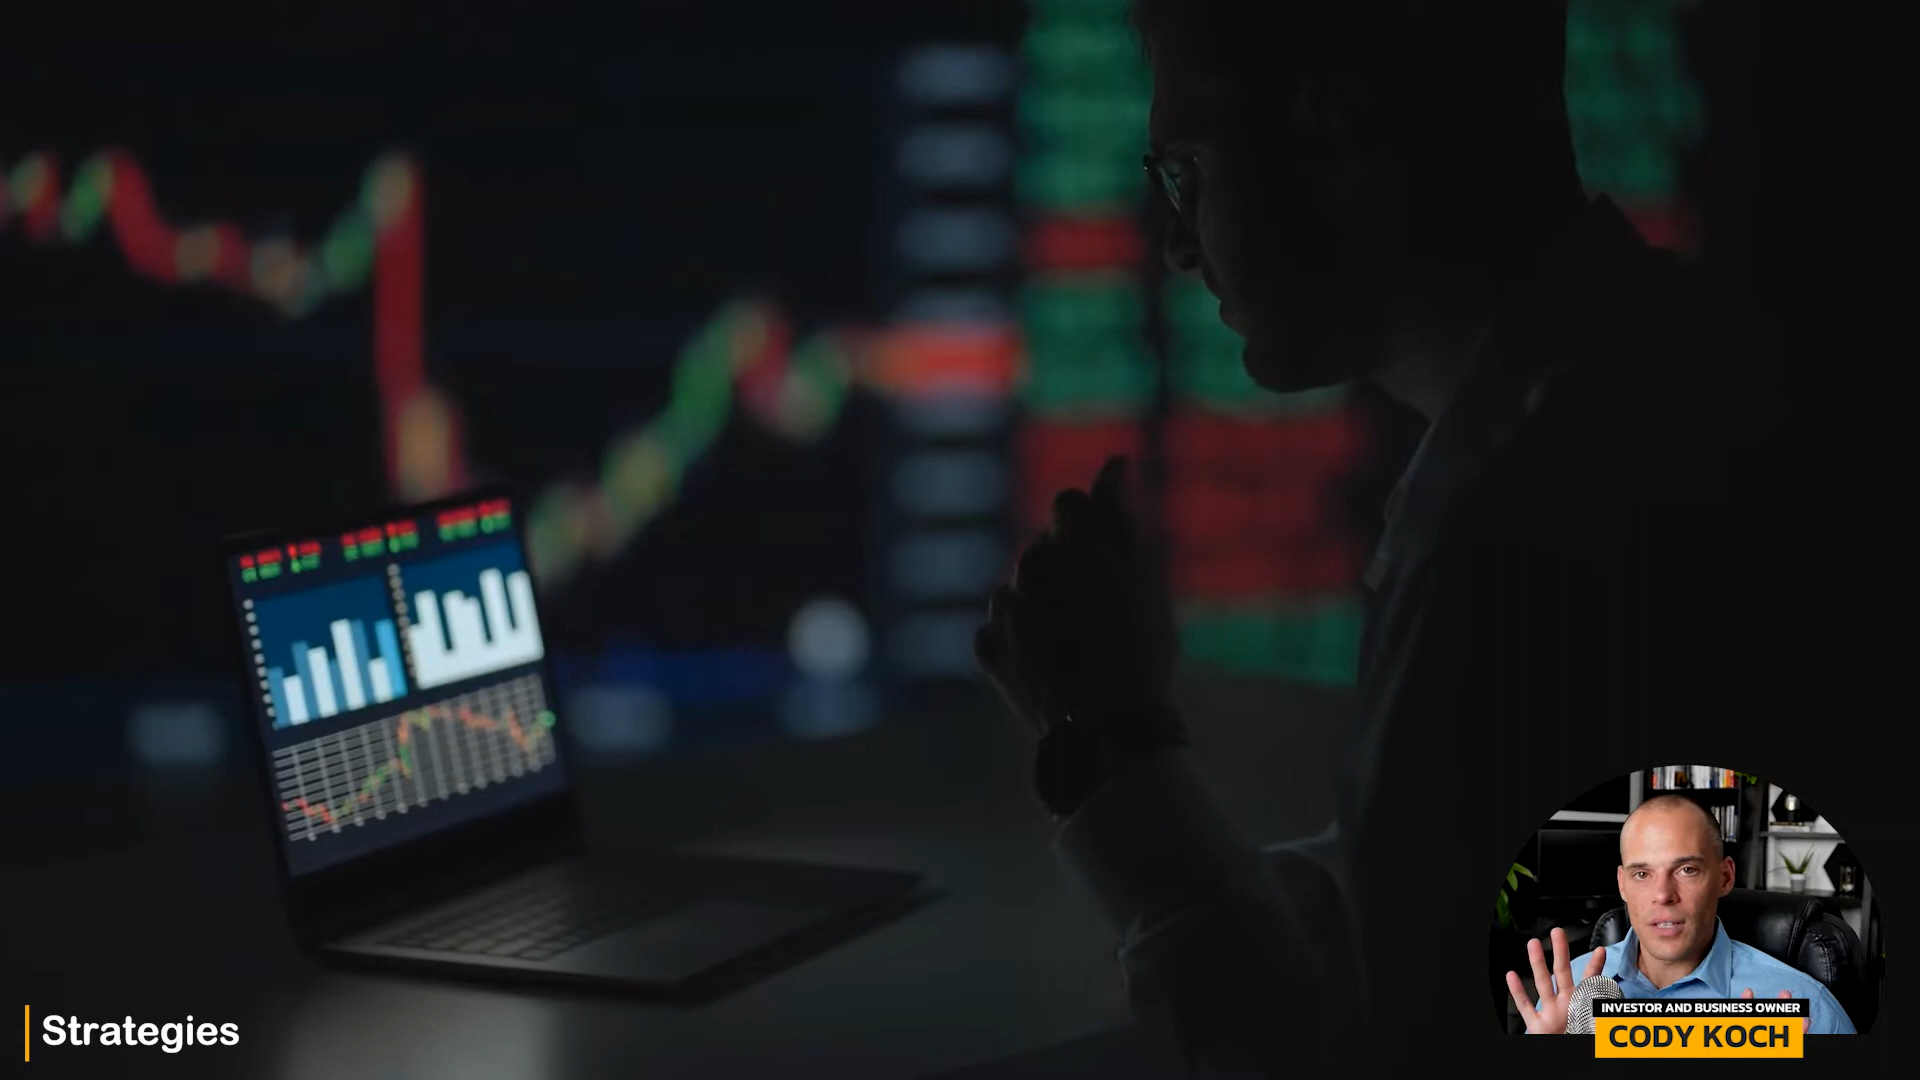 Strategies
INVESTOR AND BUSINESS OWNER
CODY KOCH